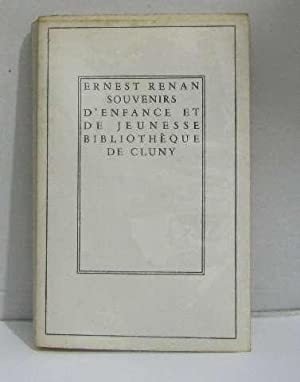 ERNEST RENAN
SOUVENIRS
D'ENFANCE ET
DE JEUNESSE
BIBLIOTHÈQUE
DE CLUNY